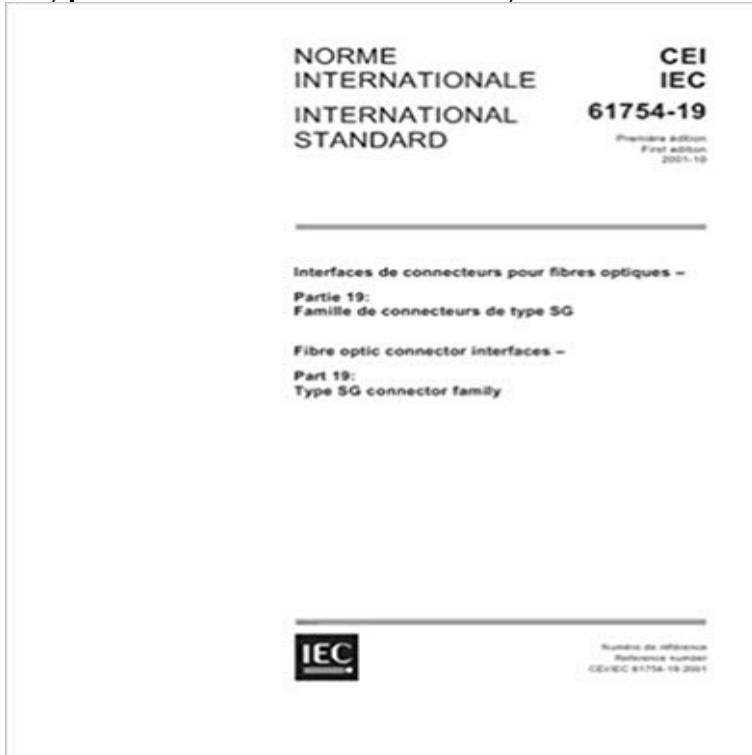 NORME
INTERNATIONALE
INTERNATIONAL
STANDARD
CEI
IEC
61754-19
Première édition
First edition
2001-10
Interfaces de connecteurs pour fibres optiques –
Partie 19:
Famille de connecteurs de type SG
Fibre optic connector interfaces –
Part 19:
Type SG connector family
IEC
Numéro de référence
Reference number
CEI/IEC 61754-19:2001